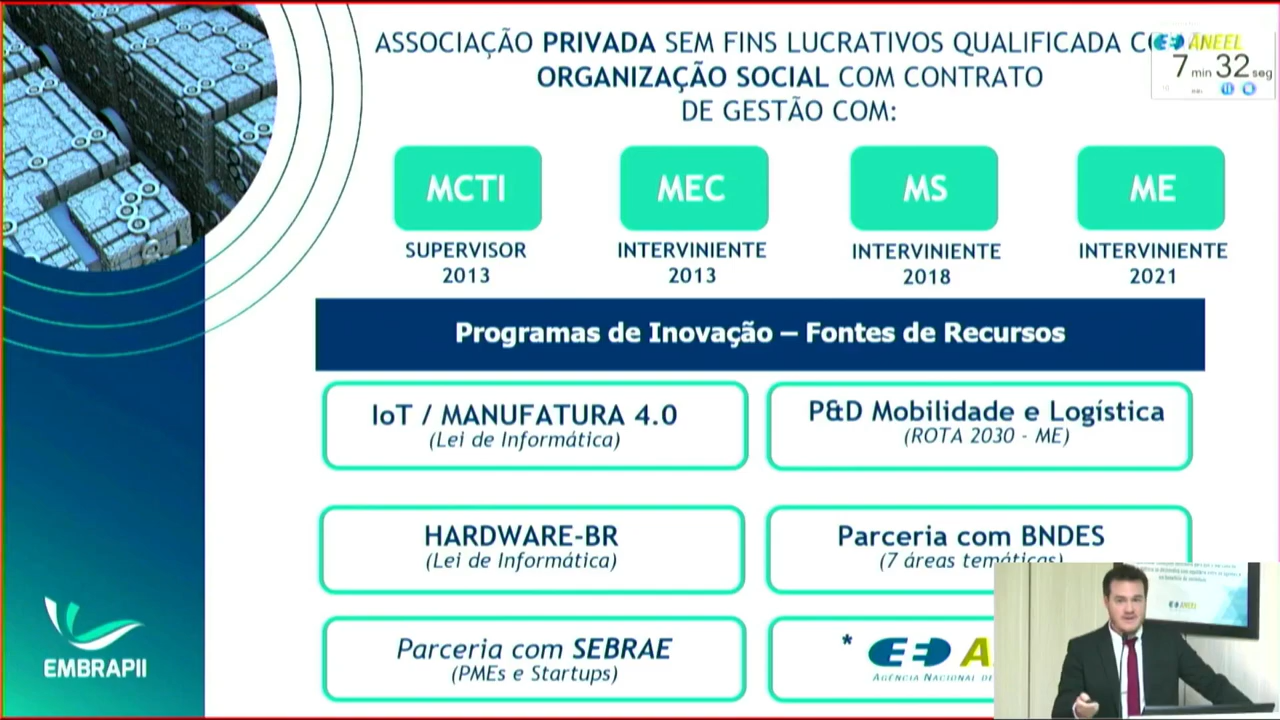 ASSOCIAÇÃO PRIVADA SEM FINS LUCRATIVOS QUALIFICADA
ORGANIZAÇÃO SOCIAL COM CONTRATO
DE GESTÃO COM:
ANEEL
7 min 32 seg
MCTI
SUPERVISOR
2013
MEC
INTERVINIENTE
2013
MS
INTERVINIENTE
2018
ME
INTERVINIENTE
2021
Programas de Inovação – Fontes de Recursos
IoT / MANUFATURA 4.0
(Lei de Informática)
P&D Mobilidade e Logística
(ROTA 2030 - ME)
HARDWARE-BR
(Lei de Informática)
Parceria com BNDES
(7 áreas temáticas)
Parceria com SEBRAE
(PMEs e Startups)
* A
AGÊNCIA NACIONAL DE
EMBRAPII
ANEEL